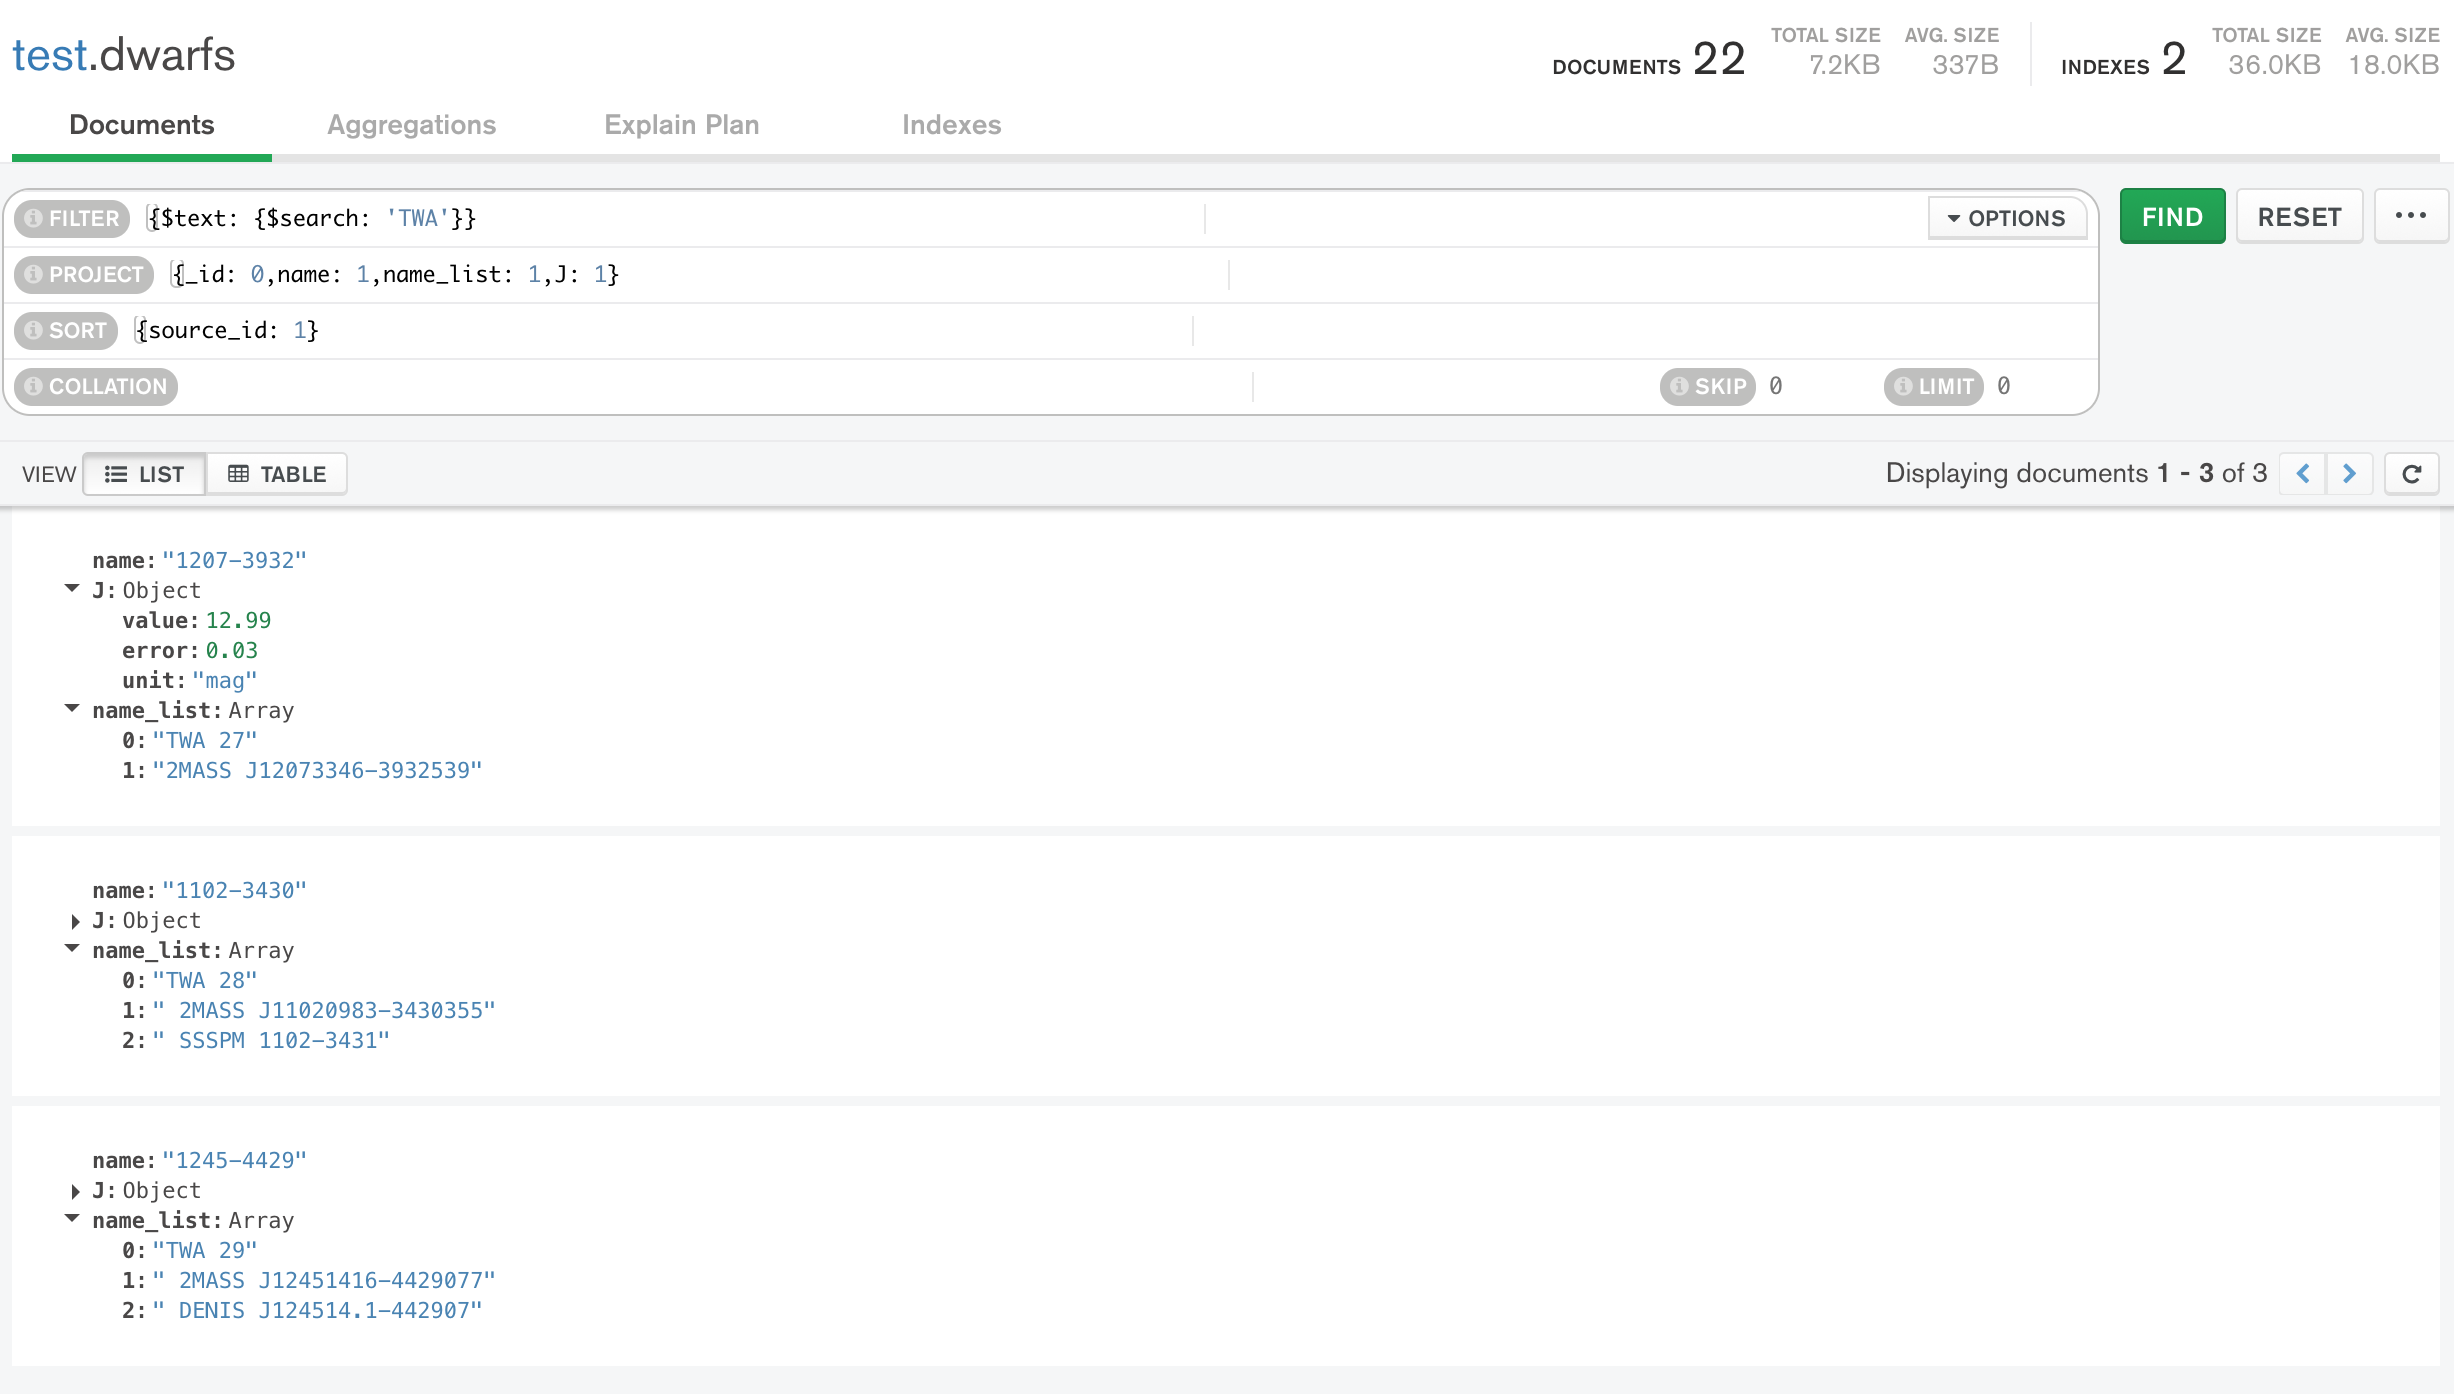 test.dwarfs
DOCUMENTS 22 TOTAL SIZE 7.2KB AVG. SIZE 337B INDEXES 2 TOTAL SIZE 36.0KB AVG. SIZE 18.0KB
Documents Aggregations Explain Plan Indexes
FILTER {$text: {$search: 'TWA'}} OPTIONS FIND RESET ...
PROJECT {_id: 0,name: 1,name_list: 1,J: 1}
SORT {source_id: 1}
COLLATION SKIP 0 LIMIT 0
VIEW LIST TABLE Displaying documents 1 - 3 of 3
name: "1207-3932"
J: Object
value: 12.99
error: 0.03
unit: "mag"
name_list: Array
0: "TWA 27"
1: "2MASS J12073346-3932539"
name: "1102-3430"
J: Object
name_list: Array
0: "TWA 28"
1: " 2MASS J11020983-3430355"
2: " SSSPM 1102-3431"
name: "1245-4429"
J: Object
name_list: Array
0: "TWA 29"
1: " 2MASS J12451416-4429077"
2: " DENIS J124514.1-442907"